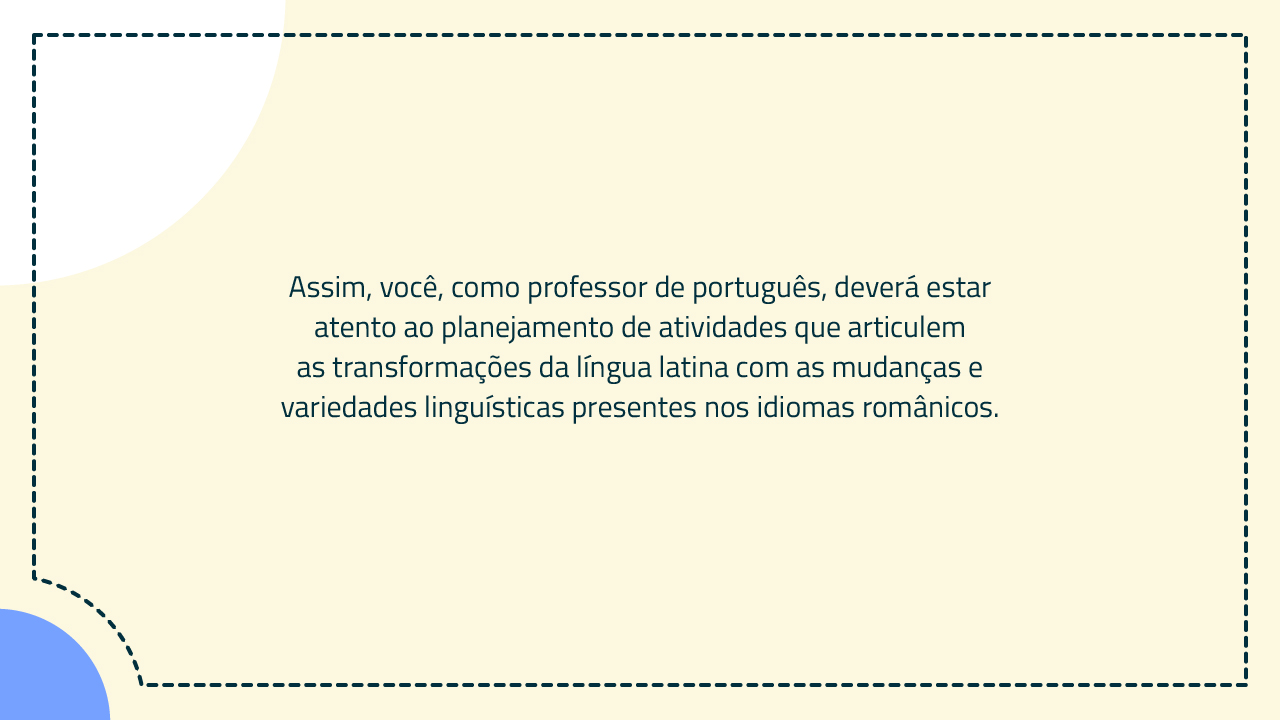 Assim, você, como professor de português, deverá estar
atento ao planejamento de atividades que articulem
as transformações da língua latina com as mudanças e
variedades linguísticas presentes nos idiomas românicos.